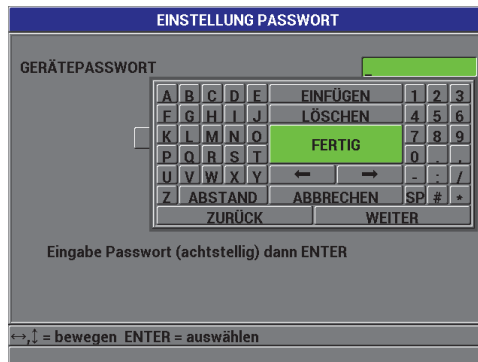 EINSTELLUNG PASSWORT
GERÄTEPASSWORT _
A B C D E EINFÜGEN 1 2 3
F G H I J LÖSCHEN 4 5 6
K L M N O FERTIG 7 8 9
P Q R S T 0 . ,
U V W X Y ← → - : /
Z ABSTAND ABBRECHEN SP # *
ZURÜCK WEITER
Eingabe Passwort (achtstellig) dann ENTER
↔,↕ = bewegen ENTER = auswählen